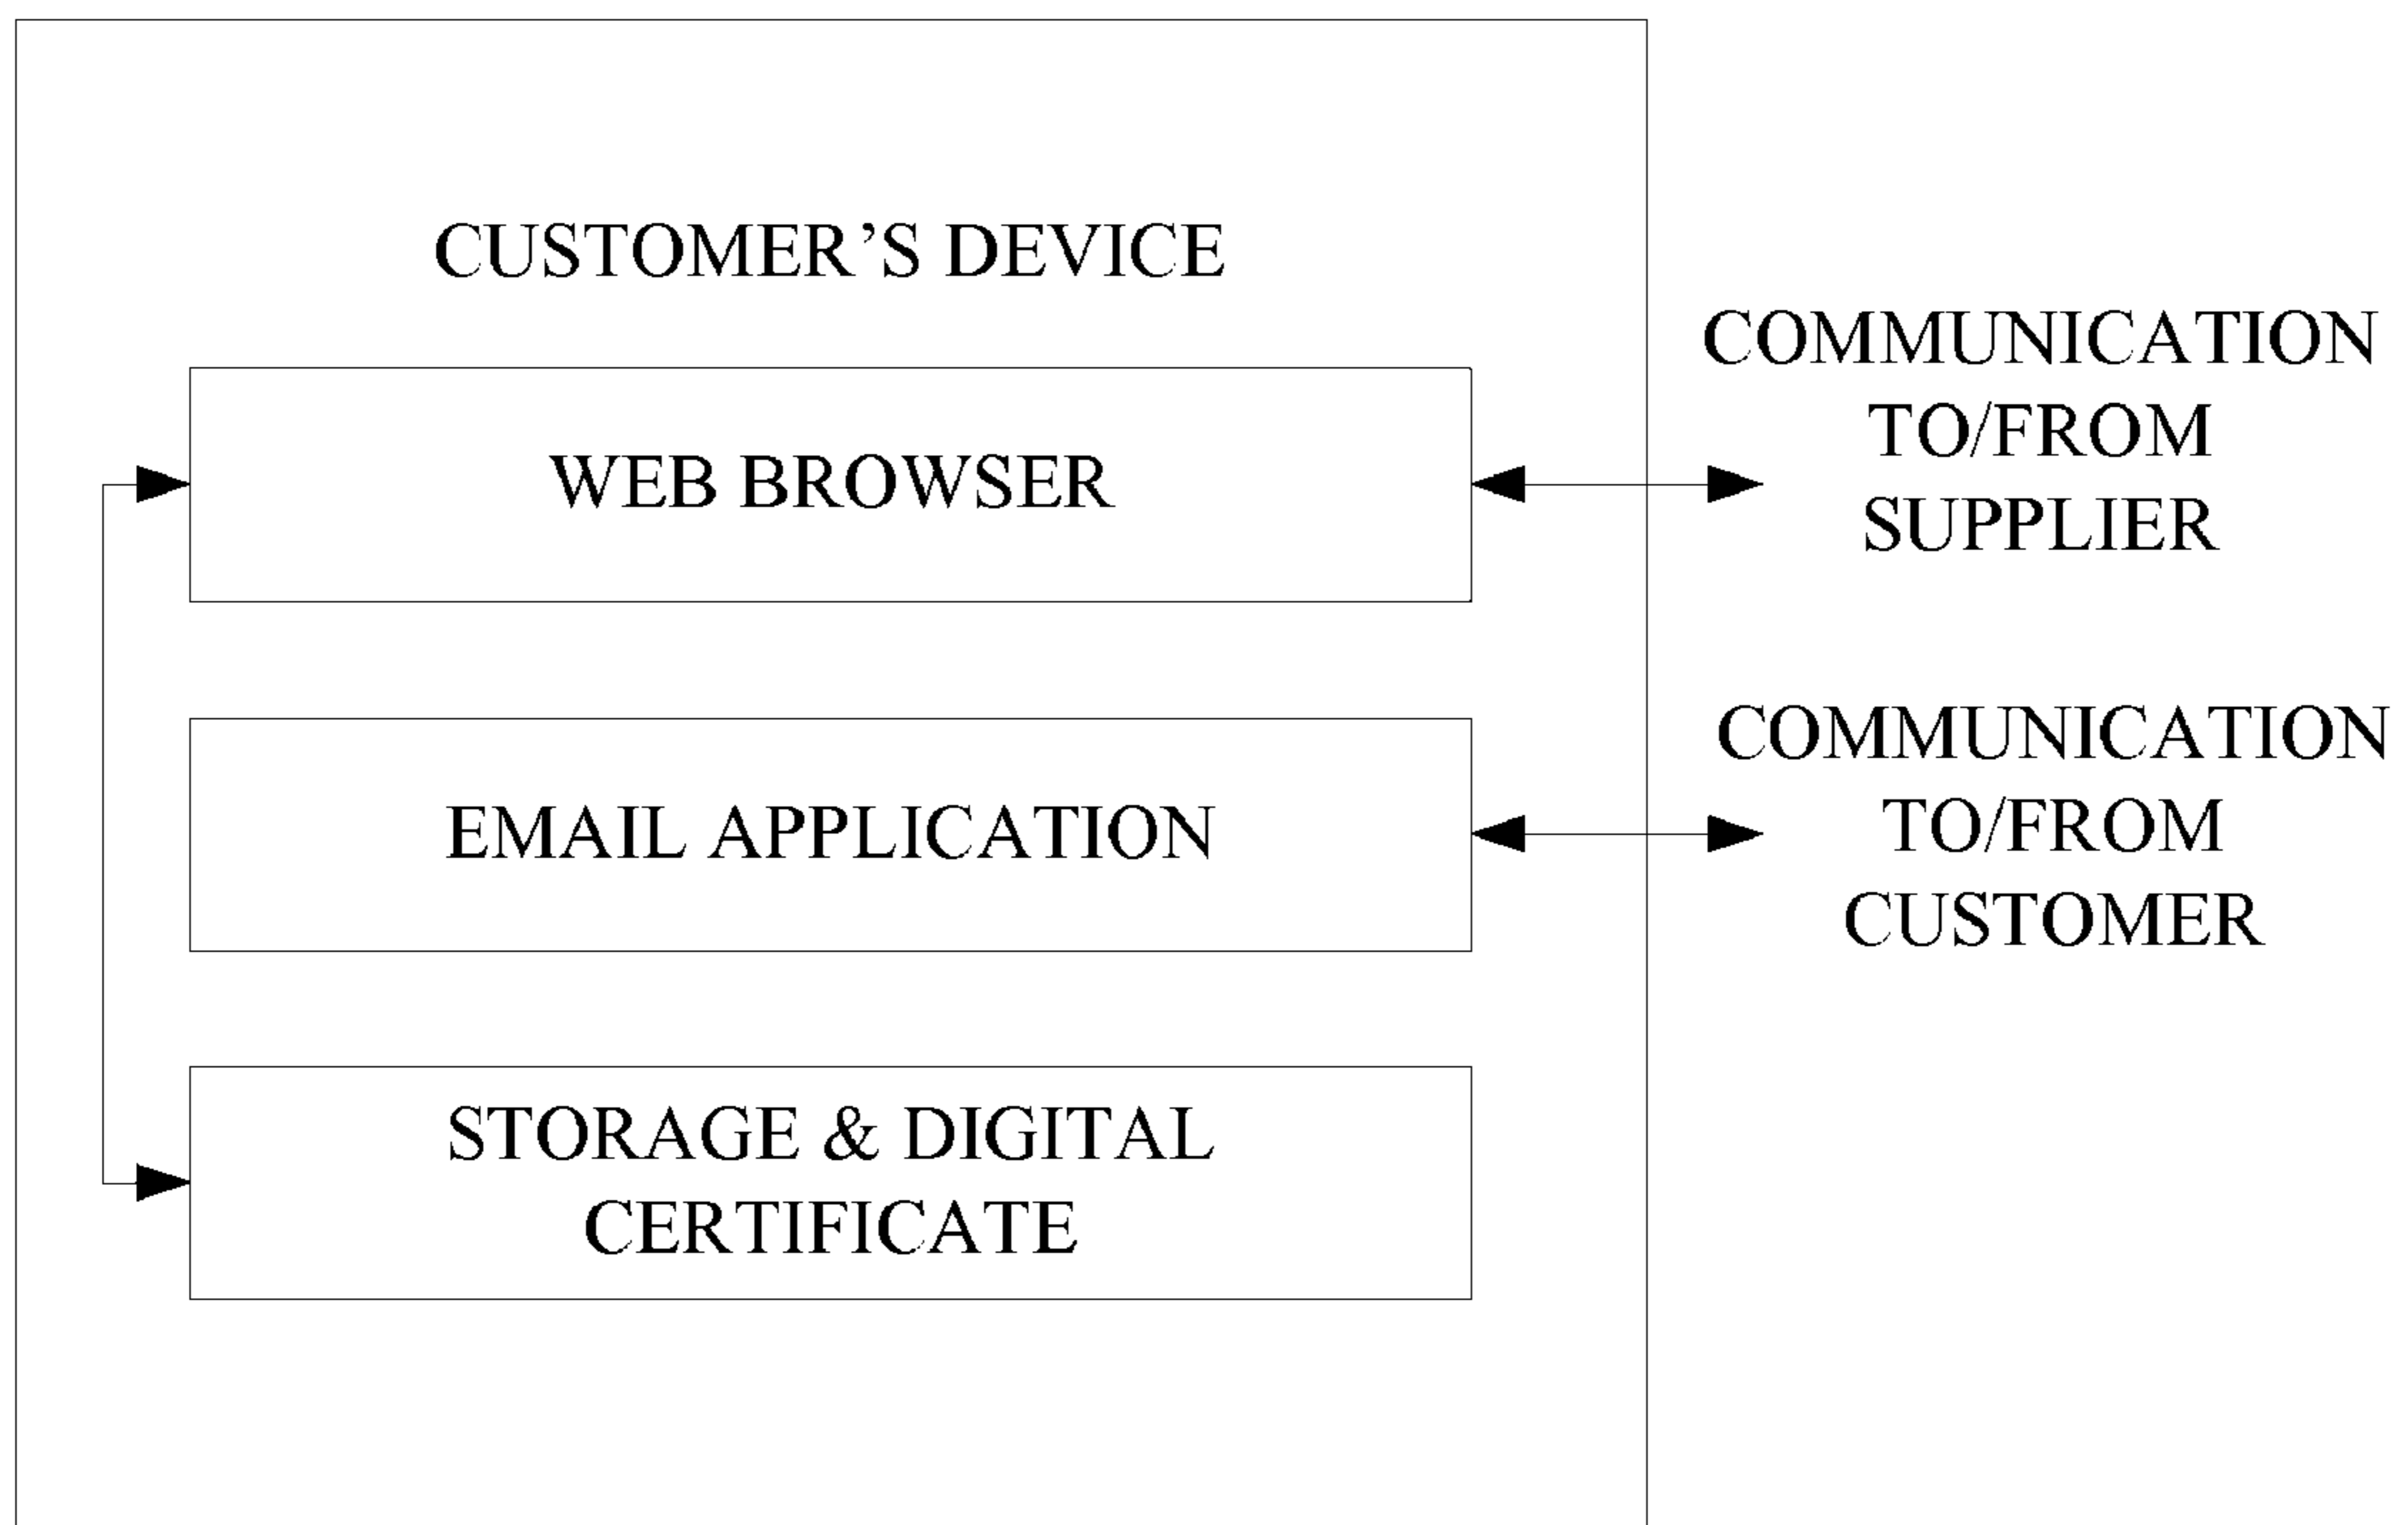 CUSTOMER’S DEVICE
WEB BROWSER
COMMUNICATION
TO/FROM
SUPPLIER
EMAIL APPLICATION
COMMUNICATION
TO/FROM
CUSTOMER
STORAGE & DIGITAL
CERTIFICATE